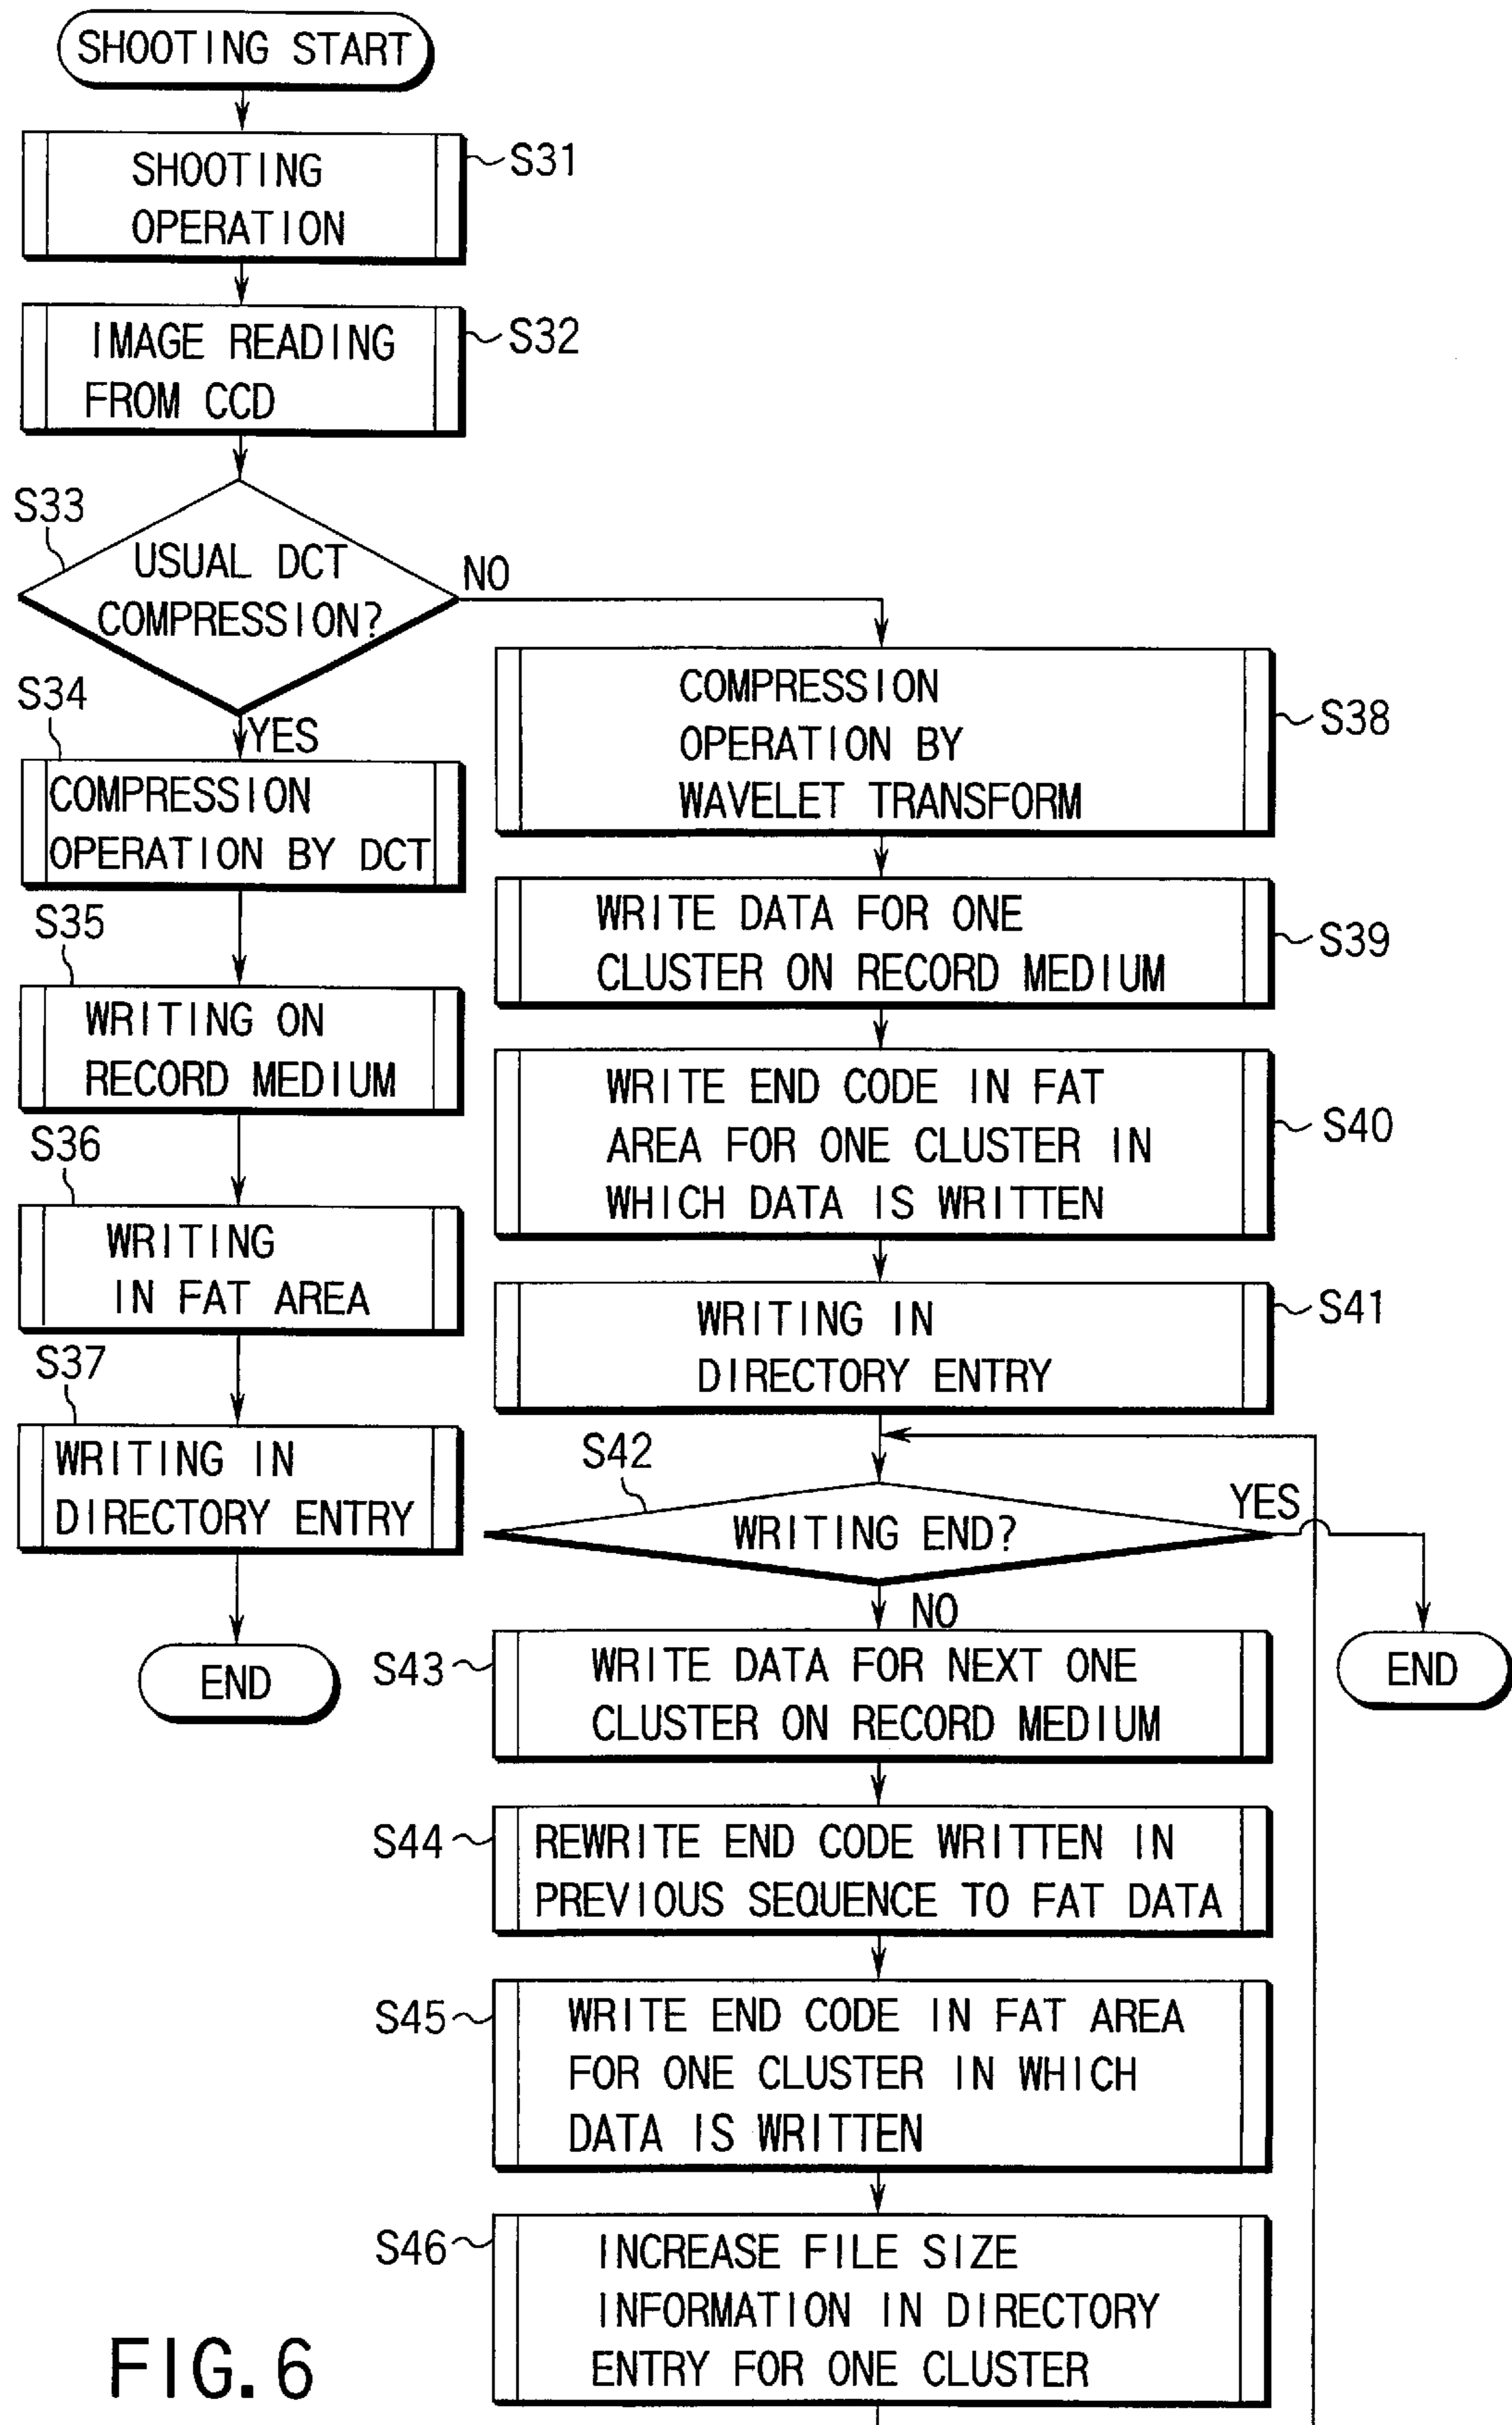 SHOOTING START
SHOOTING
OPERATION
S31
IMAGE READING
FROM CCD
S32
S33
USUAL DCT
COMPRESSION?
NO
YES
S34
COMPRESSION
OPERATION BY DCT
S35
WRITING ON
RECORD MEDIUM
S36
WRITING
IN FAT AREA
S37
WRITING IN
DIRECTORY ENTRY
END
COMPRESSION
OPERATION BY
WAVELET TRANSFORM
S38
WRITE DATA FOR ONE
CLUSTER ON RECORD MEDIUM
S39
WRITE END CODE IN FAT
AREA FOR ONE CLUSTER IN
WHICH DATA IS WRITTEN
S40
WRITING IN
DIRECTORY ENTRY
S41
S42
WRITING END?
YES
END
NO
S43
WRITE DATA FOR NEXT ONE
CLUSTER ON RECORD MEDIUM
S44
REWRITE END CODE WRITTEN IN
PREVIOUS SEQUENCE TO FAT DATA
S45
WRITE END CODE IN FAT AREA
FOR ONE CLUSTER IN WHICH
DATA IS WRITTEN
S46
INCREASE FILE SIZE
INFORMATION IN DIRECTORY
ENTRY FOR ONE CLUSTER
FIG. 6